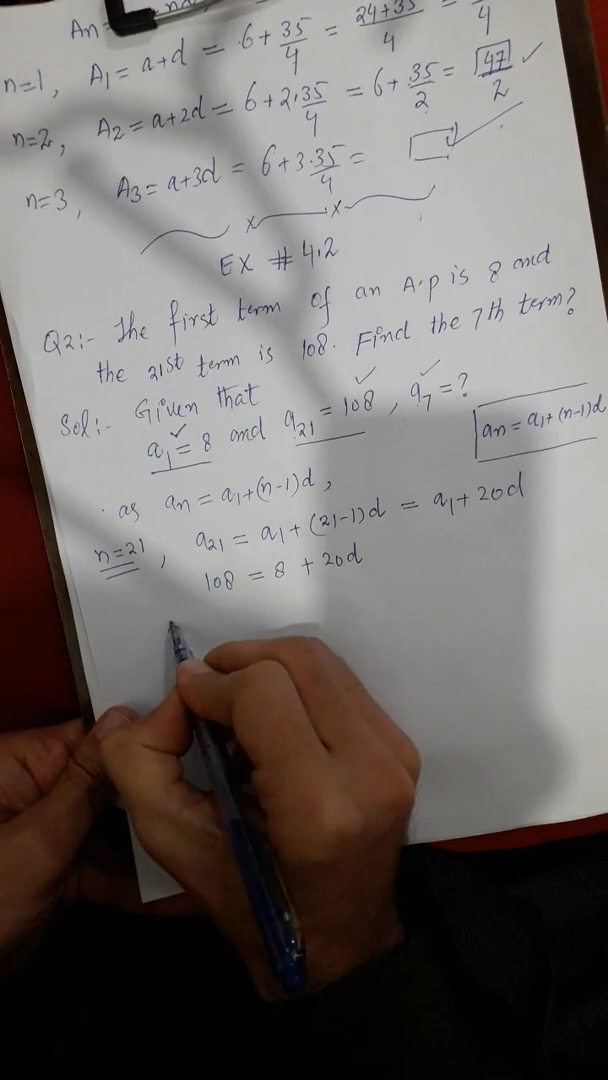 An=
n=1, A1 = a+d = 6+35/4 = 24+35/4 = /4
n=2, A2 = a+2d = 6+2.35/4 = 6+35/2 = 47/2 ✓
n=3, A3 = a+3d = 6+3.35/4 =
x x
EX # 4.2
Q2:- The first term of an A.p is 8 and
the 21st term is 108. Find the 7th term?
Sol:- Given that
a1 = 8 and a21 = 108, a7 = ?
an = a1+(n-1)d
as an = a1+(n-1)d,
n=21, a21 = a1+(21-1)d = a1+20d
108 = 8 + 20d